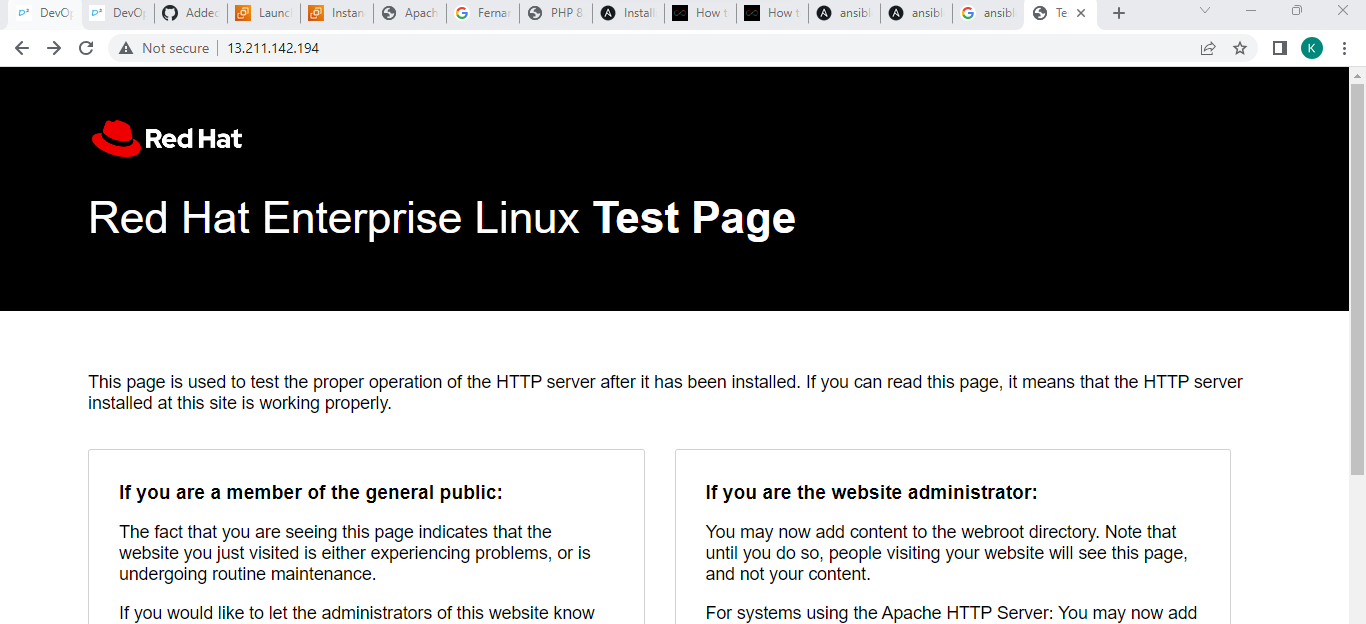 DevOp
DevOp
Added
Launc
Instan
Apach
Fernar
PHP 8
Install
How t
How t
ansibl
ansibl
ansibl
Te
Not secure
13.211.142.194
K
Red Hat
Red Hat Enterprise Linux Test Page
This page is used to test the proper operation of the HTTP server after it has been installed. If you can read this page, it means that the HTTP server
installed at this site is working properly.
If you are a member of the general public:
The fact that you are seeing this page indicates that the
website you just visited is either experiencing problems, or is
undergoing routine maintenance.
If you would like to let the administrators of this website know
If you are the website administrator:
You may now add content to the webroot directory. Note that
until you do so, people visiting your website will see this page,
and not your content.
For systems using the Apache HTTP Server: You may now add